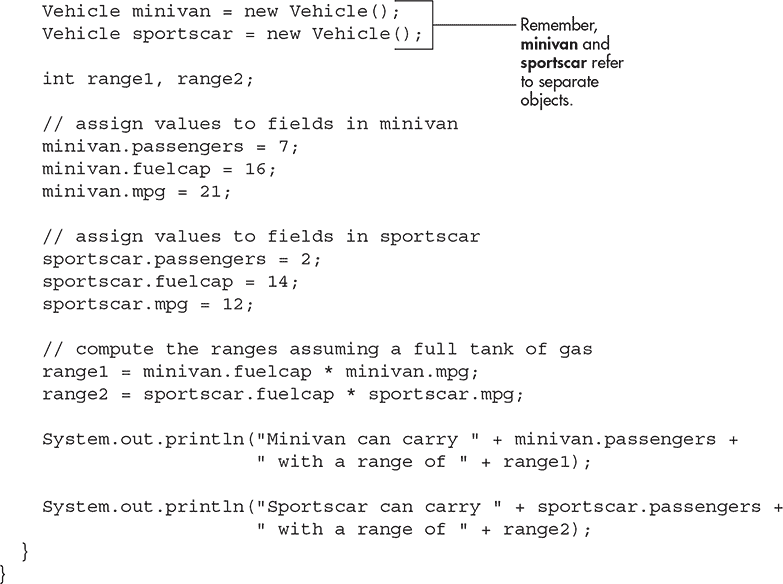 Vehicle minivan = new Vehicle();
Vehicle sportscar = new Vehicle();
Remember,
minivan and
sportscar refer
to separate
objects.
int range1, range2;
// assign values to fields in minivan
minivan.passengers = 7;
minivan.fuelcap = 16;
minivan.mpg = 21;
// assign values to fields in sportscar
sportscar.passengers = 2;
sportscar.fuelcap = 14;
sportscar.mpg = 12;
// compute the ranges assuming a full tank of gas
range1 = minivan.fuelcap * minivan.mpg;
range2 = sportscar.fuelcap * sportscar.mpg;
System.out.println("Minivan can carry " + minivan.passengers +
" with a range of " + range1);
System.out.println("Sportscar can carry " + sportscar.passengers +
" with a range of " + range2);
}
}